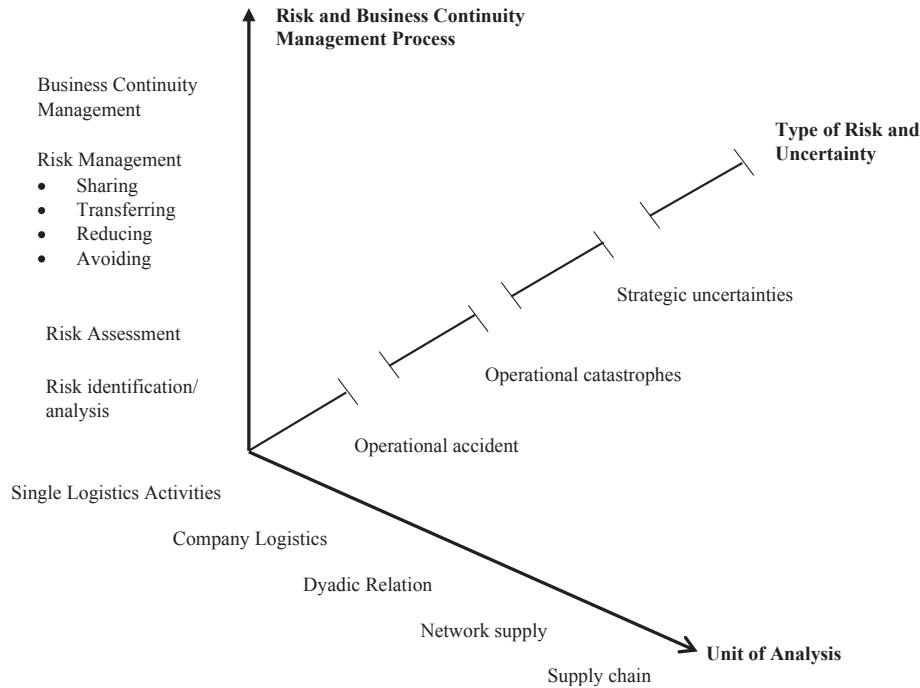 Risk and Business Continuity
Management Process
Business Continuity
Management
Type of Risk and
Uncertainty
Risk Management
• Sharing
• Transferring
• Reducing
• Avoiding
Strategic uncertainties
Risk Assessment
Operational catastrophes
Risk identification/
analysis
Operational accident
Single Logistics Activities
Company Logistics
Dyadic Relation
Network supply
Unit of Analysis
Supply chain